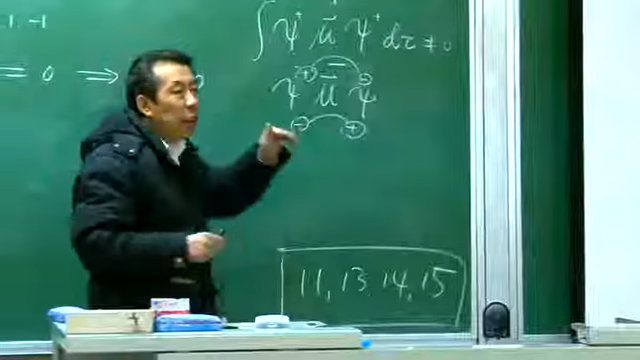 1 -1
∫ψ* μ̄ ψ* dτ ≠ 0
= 0 ⇒
ψ μ ψ
11, 13, 14, 15